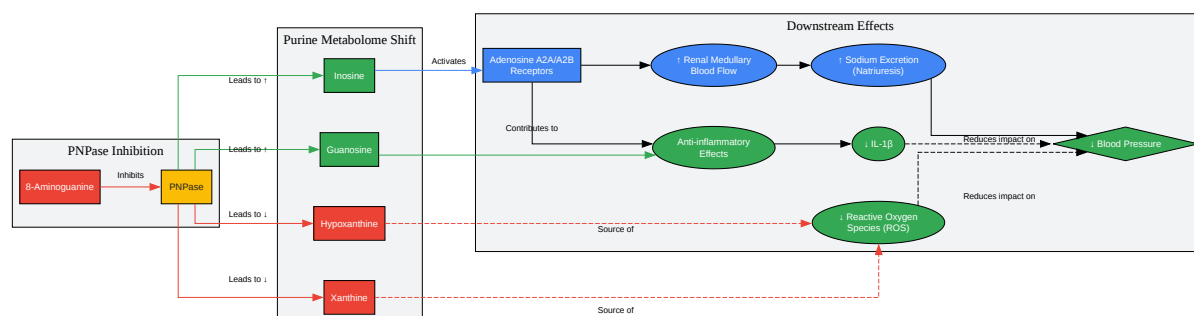 Downstream Effects
Purine Metabolome Shift
Activates
Inosine
Adenosine A2A/A2B
Receptors
↑ Renal Medullary
Blood Flow
↑ Sodium Excretion
(Natriuresis)
Leads to ↑
Contributes to
PNPase Inhibition
Leads to ↑
Guanosine
Anti-inflammatory
Effects
↓ IL-1β
Reduces impact on
↓ Blood Pressure
8-Aminoguanine
Inhibits
PNPase
Leads to ↓
Hypoxanthine
Source of
↓ Reactive Oxygen
Species (ROS)
Reduces impact on
Leads to ↓
Xanthine
Source of